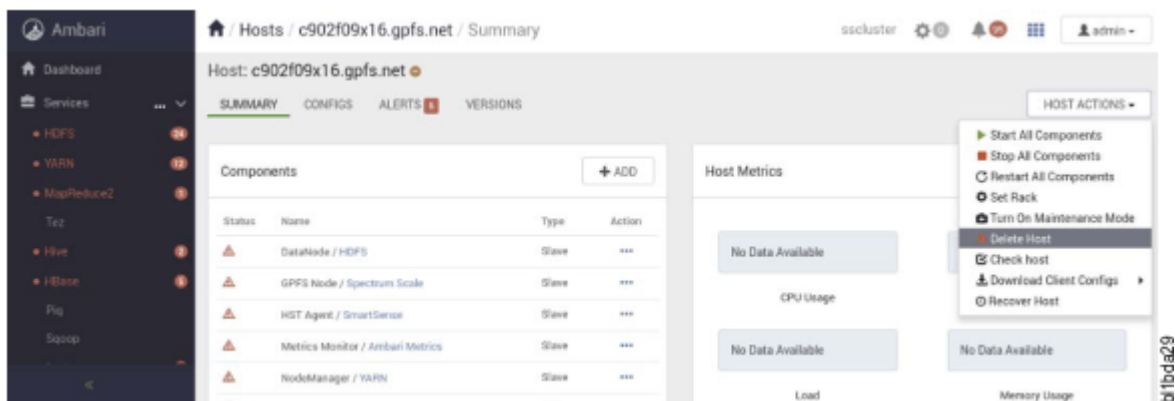 Ambari
Hosts / c902f09x16.gpfs.net / Summary
sscluster
0
admin
Dashboard
Host: c902f09x16.gpfs.net
Services
...
SUMMARY CONFIGS ALERTS VERSIONS
HOST ACTIONS
HDFS 24
YARN 12
MapReduce2
Tez
Hive
HBase
Pig
Sqoop
«
Components
+ ADD
Status Name Type Action
DataNode / HDFS Slave ...
GPFS Node / Spectrum Scale Slave ...
HST Agent / SmartSense Slave ...
Metrics Monitor / Ambari Metrics Slave ...
NodeManager / YARN Slave ...
Host Metrics
No Data Available
CPU Usage
No Data Available
Load
No Data Available
Memory Usage
Start All Components
Stop All Components
Restart All Components
Set Rack
Turn On Maintenance Mode
Delete Host
Check host
Download Client Configs
Recover Host
bl1bda29